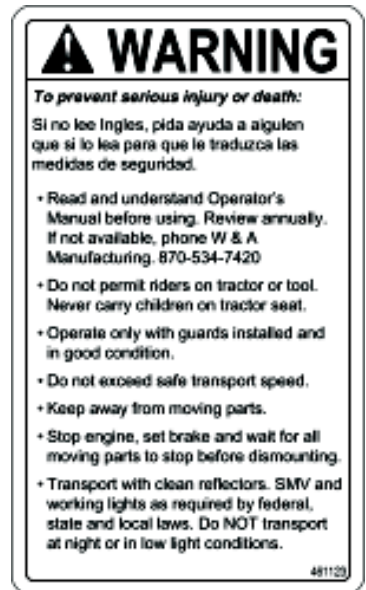 WARNING
To prevent serious injury or death:
Si no lee Ingles, pida ayuda a alguien
que si lo lea para que le traduzca las
medidas de seguridad.
• Read and understand Operator's
Manual before using. Review annually.
If not available, phone W & A
Manufacturing. 870-534-7420
• Do not permit riders on tractor or tool.
Never carry children on tractor seat.
• Operate only with guards installed and
in good condition.
• Do not exceed safe transport speed.
• Keep away from moving parts.
• Stop engine, set brake and wait for all
moving parts to stop before dismounting.
• Transport with clean reflectors. SMV and
working lights as required by federal,
state and local laws. Do NOT transport
at night or in low light conditions.
461123